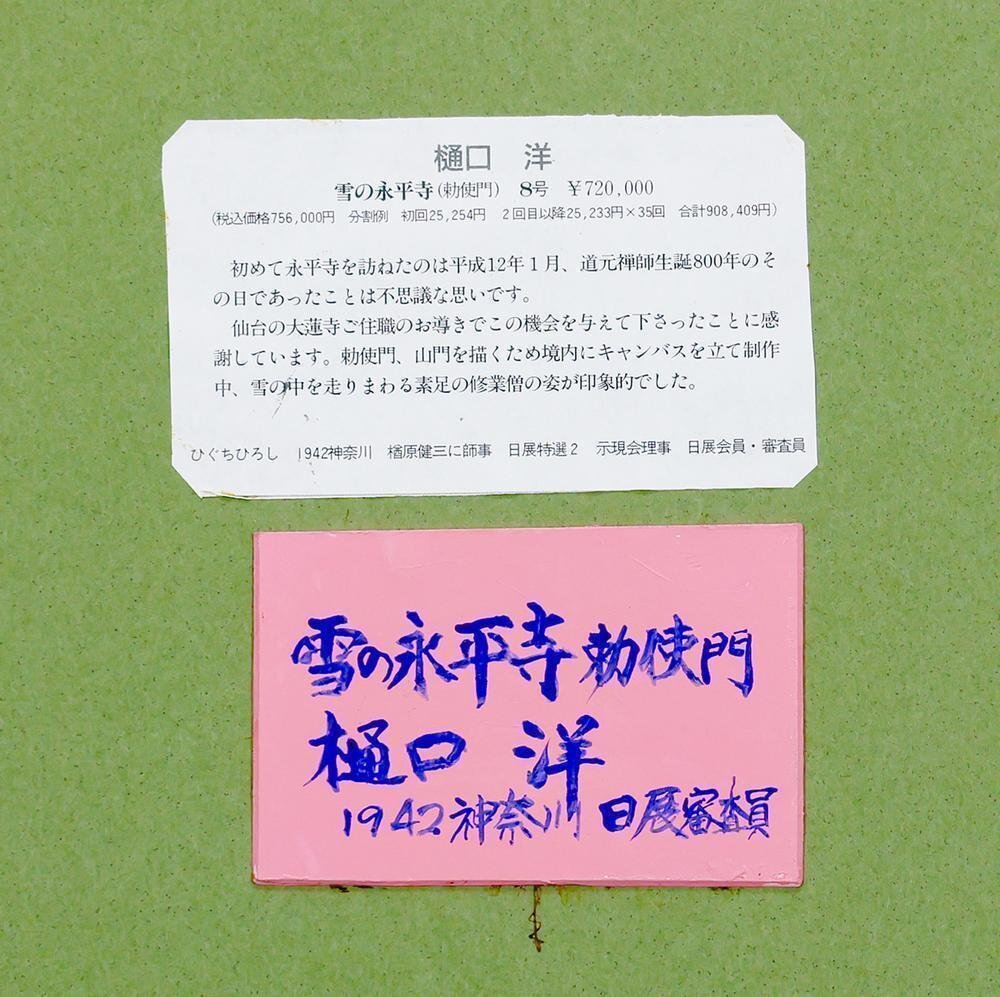 樋口 洋
雪の永平寺(勅使門) 8号 ¥720,000
(税込価格756,000円 分割例 初回25,254円 2回目以降25,233円×35回 合計908,409円)
初めて永平寺を訪ねたのは平成12年1月、道元禅師生誕800年のそ
の日であったことは不思議な思いです。
仙台の大蓮寺ご住職のお導きでこの機会を与えて下さったことに感
謝しています。勅使門、山門を描くため境内にキャンバスを立て制作
中、雪の中を走りまわる素足の修業僧の姿が印象的でした。
ひぐちひろし 1942神奈川 楢原健三に師事 日展特選2 示現会理事 日展会員・審査員
雪の永平寺 勅使門
樋口 洋
1942神奈川 日展審査員